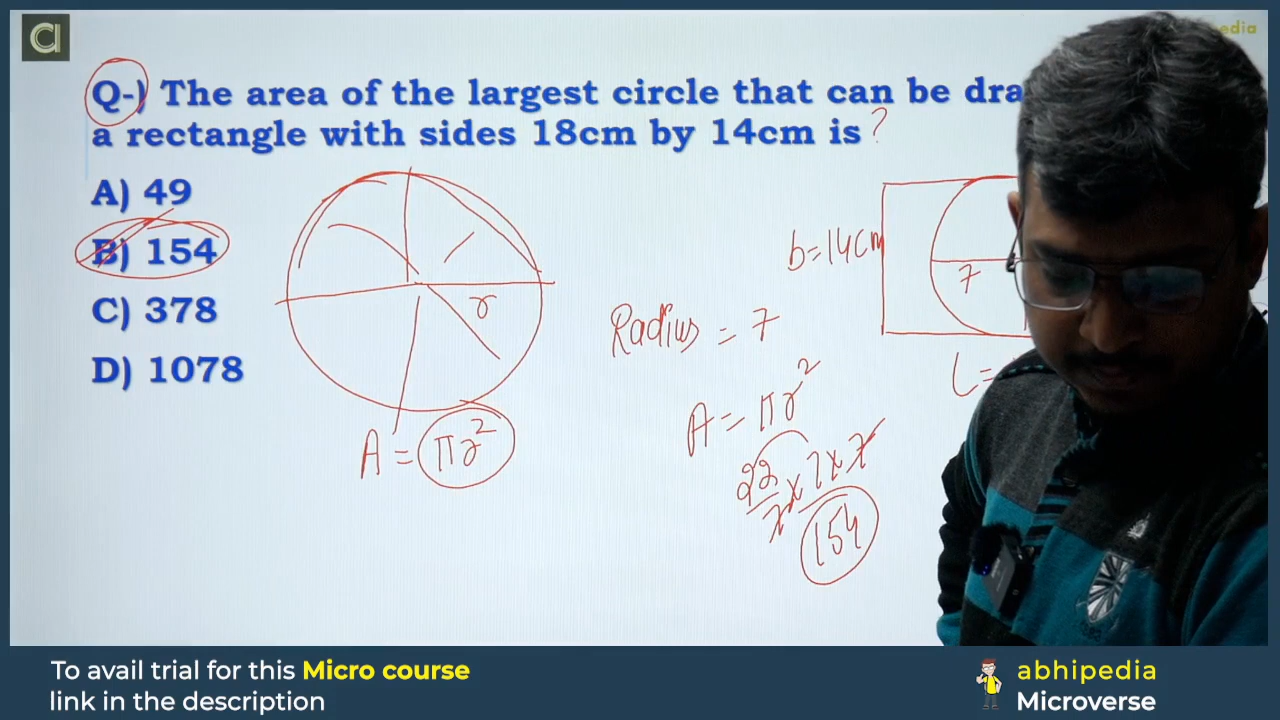 Q-) The area of the largest circle that can be dra
a rectangle with sides 18cm by 14cm is ?
A) 49
B) 154
C) 378
D) 1078
r
A = πr²
b=14cm
7
Radius = 7
L=
A = πr²
22/7 x 7 x 7
154
edia
To avail trial for this Micro course
link in the description
abhipedia
Microverse